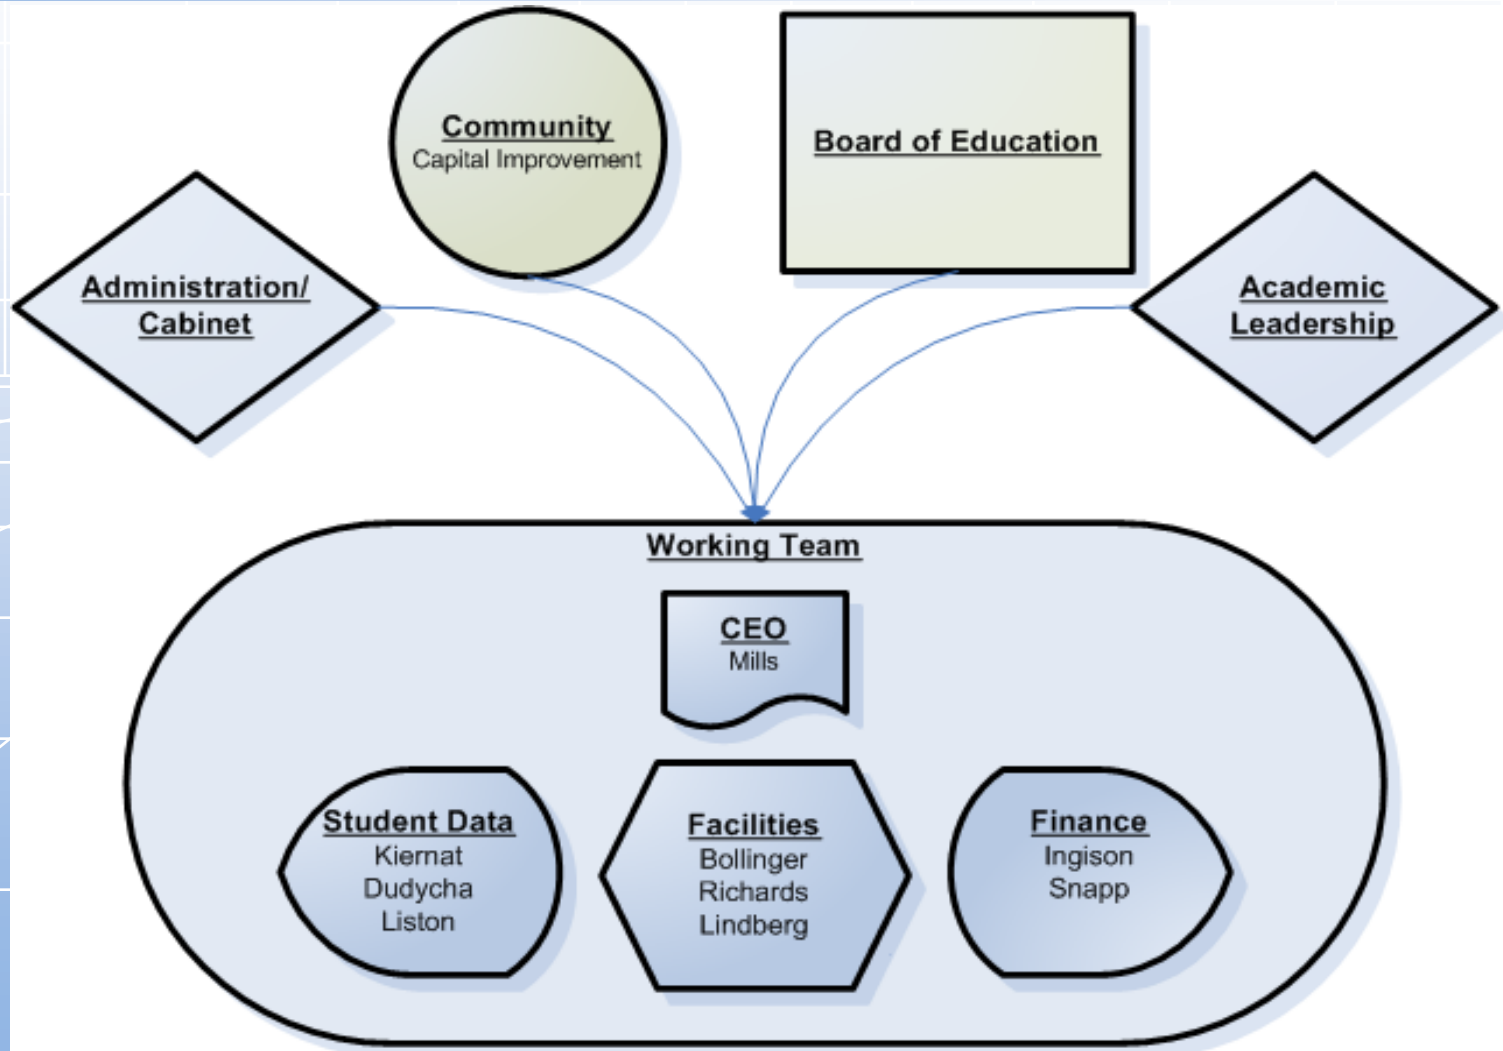 Community
Capital Improvement
Board of Education
Administration/
Cabinet
Academic
Leadership
Working Team
CEO
Mills
Student Data
Kiernat
Dudycha
Liston
Facilities
Bollinger
Richards
Lindberg
Finance
Ingison
Snapp